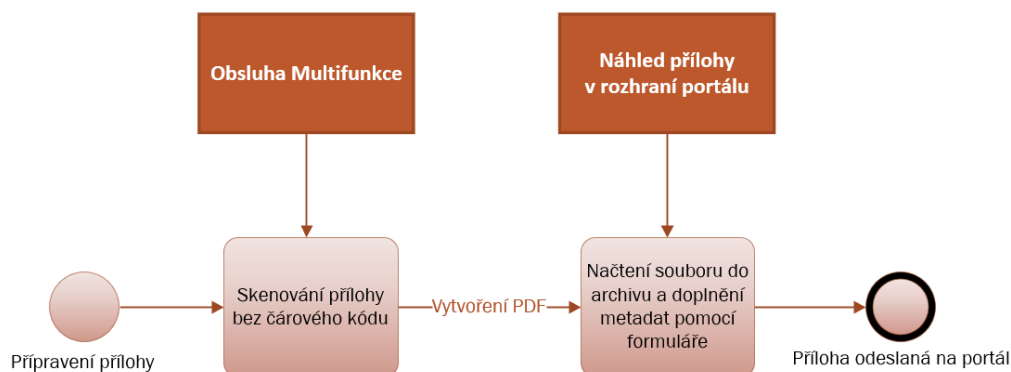 Obsluha Multifunkce
Náhled přílohy
v rozhraní portálu
Skenování přílohy
bez čárového kódu
Vytvoření PDF
Načtení souboru do
archivu a doplnění
metadat pomocí
formuláře
Přípravení přílohy
Příloha odeslaná na portál